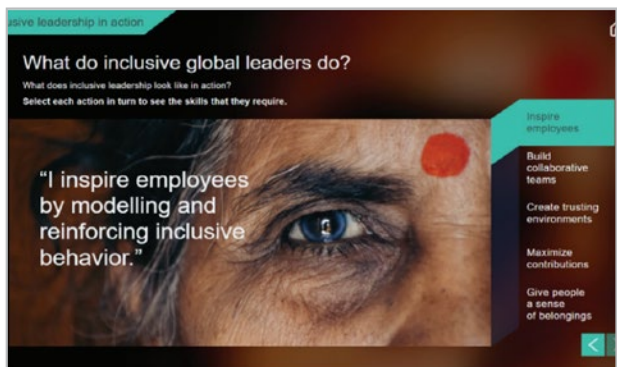 usive leadership in action
What do inclusive global leaders do?
What does inclusive leadership look like in action?
Select each action in turn to see the skills that they require.
“I inspire employees
by modelling and
reinforcing inclusive
behavior.”
Inspire
employees
Build
collaborative
teams
Create trusting
environments
Maximize
contributions
Give people
a sense
of belongings